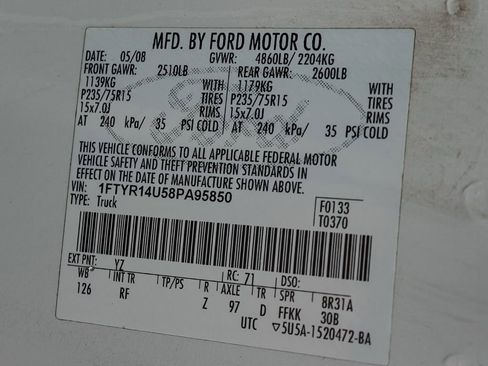 MFD. BY FORD MOTOR CO.
DATE: 05/08 GVWR: 4860LB/ 2204KG
FRONT GAWR: 2510LB REAR GAWR: 2600LB
1139KG WITH 1179KG WITH
P235/75R15 TIRES P235/75R15 TIRES
15x7.0J RIMS 15x7.0J RIMS
AT 240 kPa/ 35 PSI COLD AT 240 kPa/ 35 PSI COLD
THIS VEHICLE CONFORMS TO ALL APPLICABLE FEDERAL MOTOR
VEHICLE SAFETY AND THEFT PREVENTION STANDARDS IN
EFFECT ON THE DATE OF MANUFACTURE SHOWN ABOVE.
VIN: 1FTYR14U58PA95850 F0133
TYPE: Truck T0370
EXT PNT: YZ RC: 71 DSO:
WB INT TR TP/PS R AXLE TR SPR 8R31A
126 RF Z 97 D FFKK 30B
UTC ▽5U5A-1520472-BA
Ford